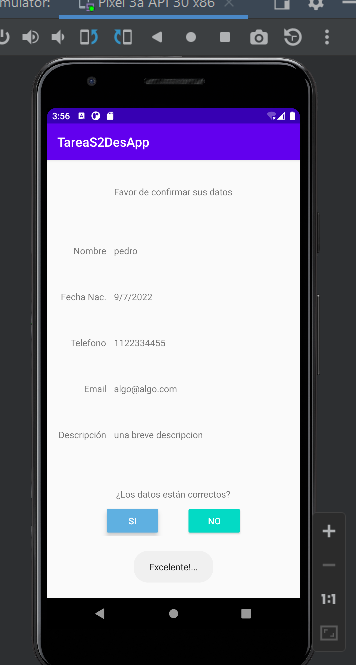 mulator: Pixel 3a API 30 x86
1:1
3:56
TareaS2DesApp
Favor de confirmar sus datos
Nombre pedro
Fecha Nac. 9/7/2022
Telefono 1122334455
Email algo@algo.com
Descripción una breve descripcion
¿Los datos están correctos?
SI NO
Excelente!...